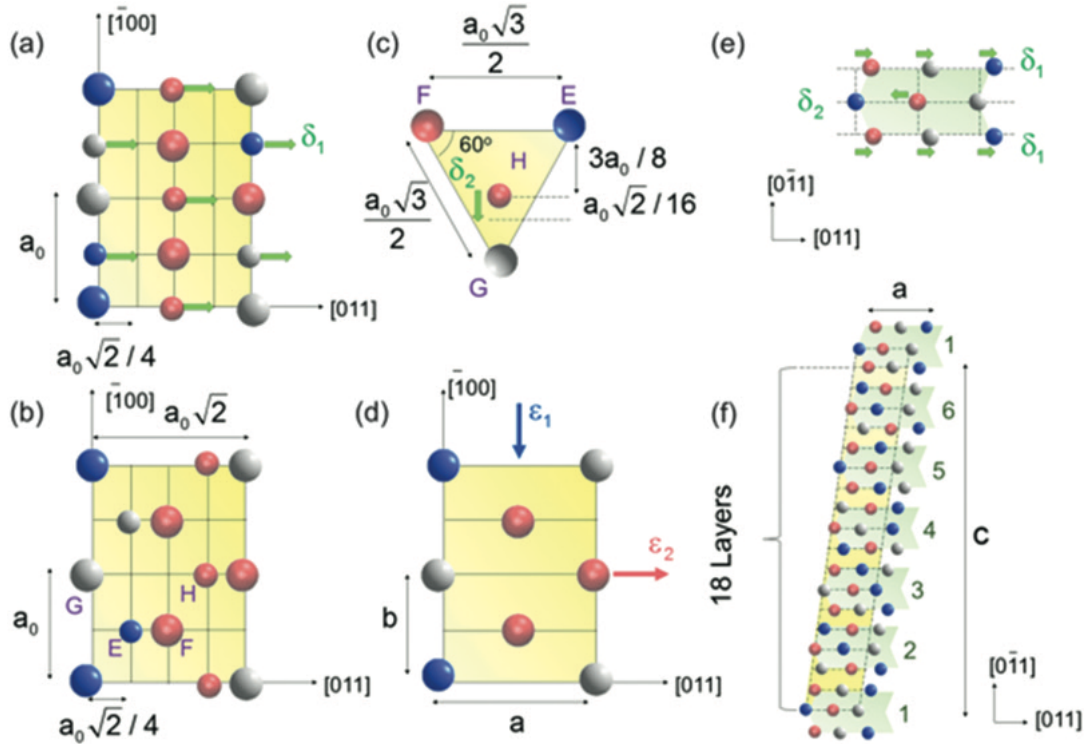 (a)
[1̅00]
δ₁
a₀
[011]
a₀√2 / 4
(b)
[1̅00]
a₀√2
G
H
a₀
E
F
[011]
a₀√2 / 4
(c)
a₀√3
2
F
E
60º
H
3a₀ / 8
δ₂
a₀√2 / 16
a₀√3
2
G
(d)
[1̅00]
ε₁
ε₂
b
[011]
a
(e)
δ₁
δ₂
δ₁
[01̅1]
[011]
(f)
a
1
6
5
4
3
2
1
18 Layers
c
[01̅1]
[011]